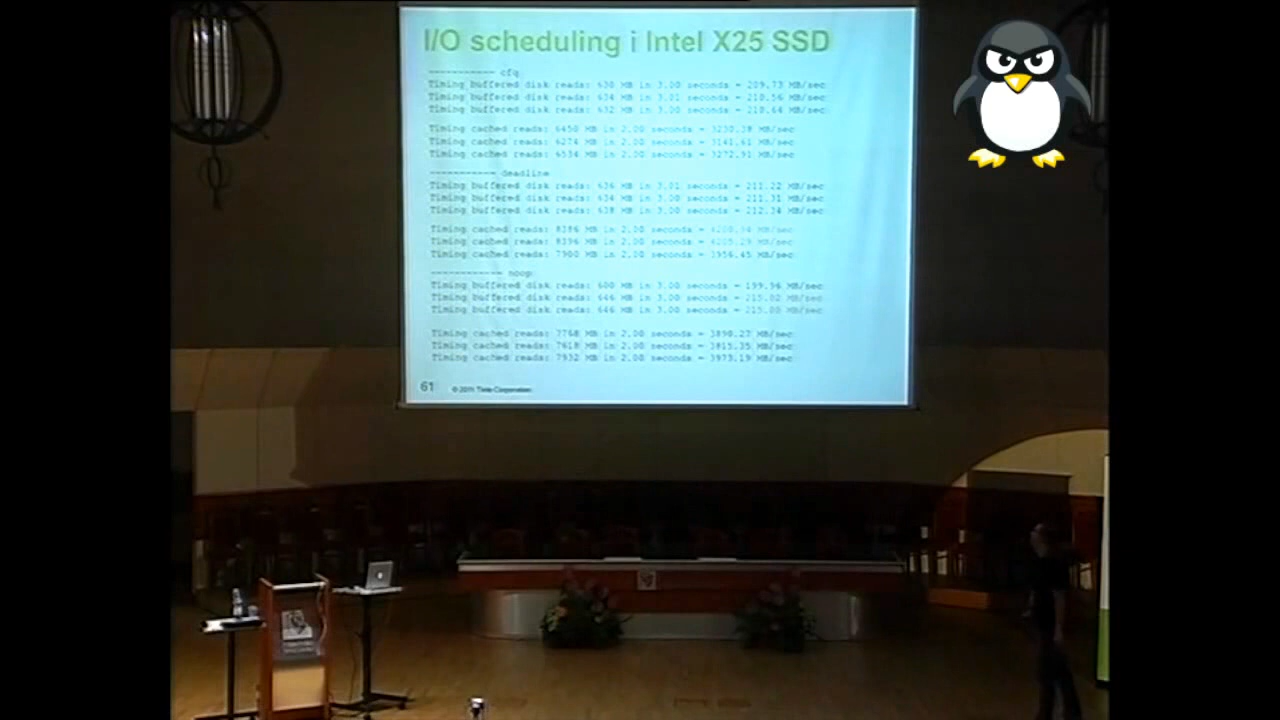 I/O scheduling i Intel X25 SSD
----------- cfq
Timing buffered disk reads: 630 MB in 3.00 seconds = 209.73 MB/sec
Timing buffered disk reads: 634 MB in 3.01 seconds = 210.56 MB/sec
Timing buffered disk reads: 632 MB in 3.00 seconds = 210.64 MB/sec
Timing cached reads: 6450 MB in 2.00 seconds = 3230.38 MB/sec
Timing cached reads: 6274 MB in 2.00 seconds = 3141.61 MB/sec
Timing cached reads: 6534 MB in 2.00 seconds = 3272.91 MB/sec
----------- deadline
Timing buffered disk reads: 636 MB in 3.01 seconds = 211.22 MB/sec
Timing buffered disk reads: 634 MB in 3.00 seconds = 211.31 MB/sec
Timing buffered disk reads: 638 MB in 3.00 seconds = 212.34 MB/sec
Timing cached reads: 8386 MB in 2.00 seconds = 4200.94 MB/sec
Timing cached reads: 8396 MB in 2.00 seconds = 4205.29 MB/sec
Timing cached reads: 7900 MB in 2.00 seconds = 3956.45 MB/sec
------------ noop
Timing buffered disk reads: 600 MB in 3.00 seconds = 199.96 MB/sec
Timing buffered disk reads: 646 MB in 3.00 seconds = 215.02 MB/sec
Timing buffered disk reads: 646 MB in 3.00 seconds = 215.00 MB/sec
Timing cached reads: 7768 MB in 2.00 seconds = 3890.27 MB/sec
Timing cached reads: 7618 MB in 2.00 seconds = 3815.35 MB/sec
Timing cached reads: 7932 MB in 2.00 seconds = 3973.19 MB/sec
61 © 2011 Corporation